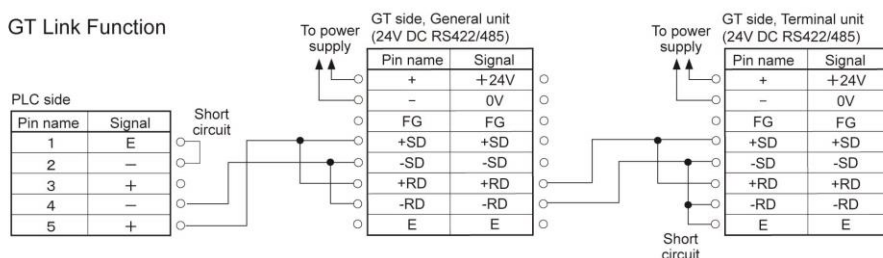 GT Link Function
PLC side
Pin name Signal
1 E
2 −
3 +
4 −
5 +
Short
circuit
To power
supply
GT side, General unit
(24V DC RS422/485)
Pin name Signal
+ +24V
− 0V
FG FG
+SD +SD
-SD -SD
+RD +RD
-RD -RD
E E
To power
supply
GT side, Terminal unit
(24V DC RS422/485)
Pin name Signal
+ +24V
− 0V
FG FG
+SD +SD
-SD -SD
+RD +RD
-RD -RD
E E
Short
circuit